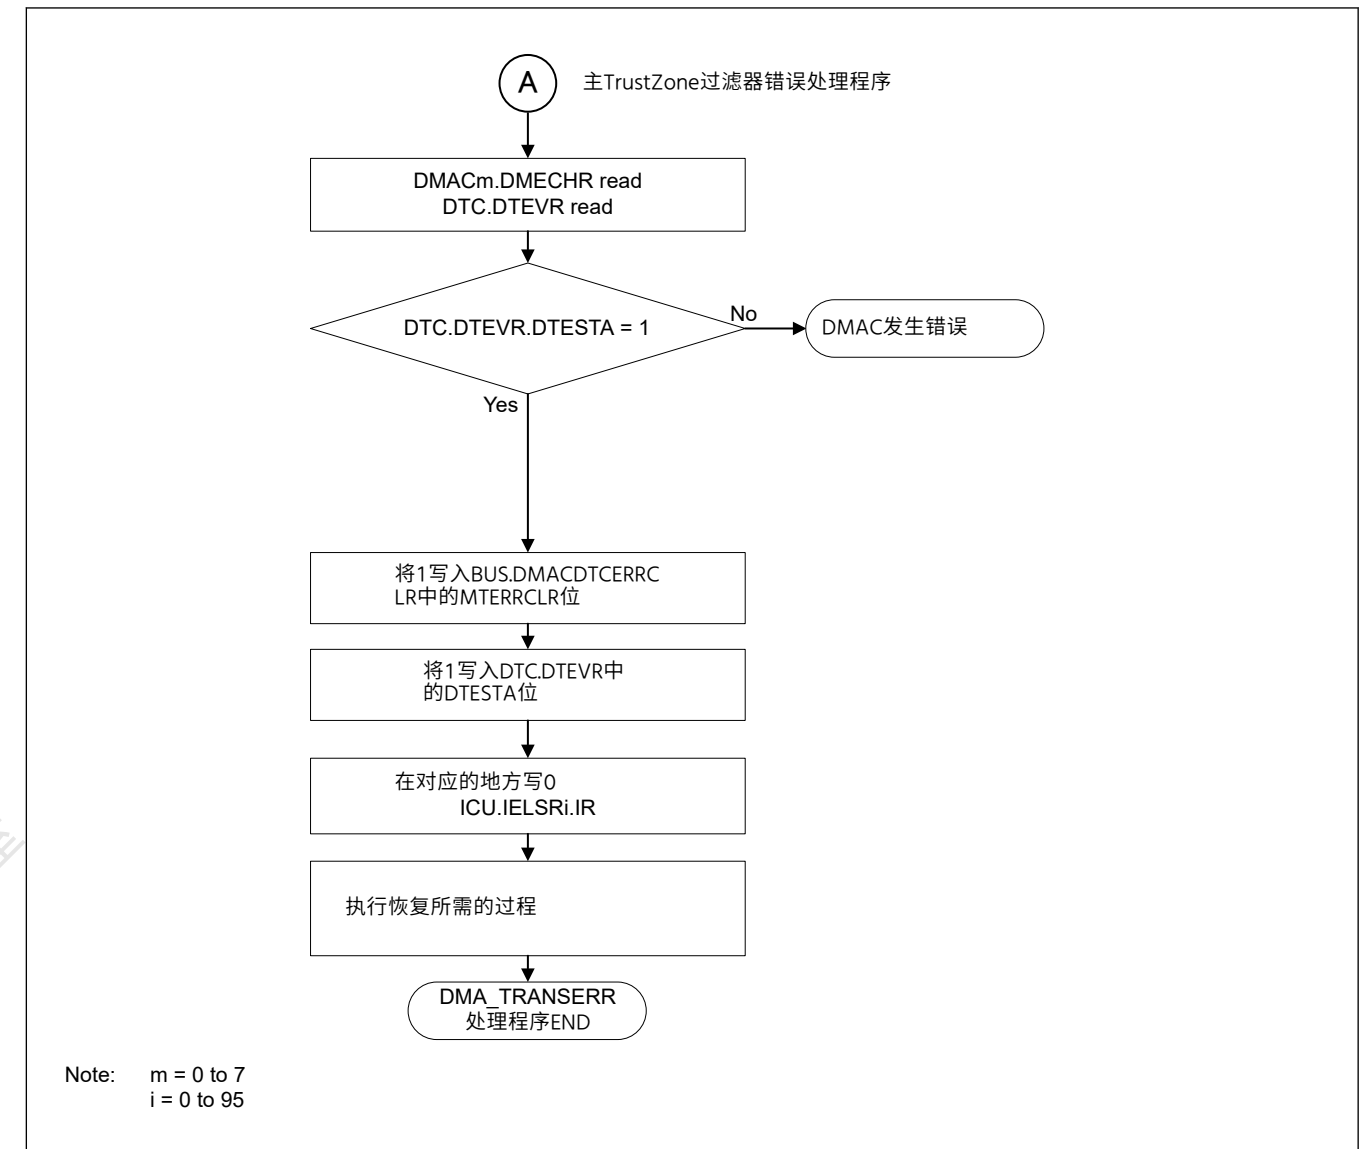 A
主TrustZone过滤器错误处理程序
DMACm.DMECHR read
DTC.DTEVR read
DTC.DTEVR.DTESTA = 1
No
DMAC发生错误
Yes
将1写入BUS.DMACDTCERRC
LR中的MTERRCLR位
将1写入DTC.DTEVR中
的DTESTA位
在对应的地方写0
ICU.IELSRi.IR
执行恢复所需的过程
DMA_TRANSERR
处理程序END
Note: m = 0 to 7
i = 0 to 95